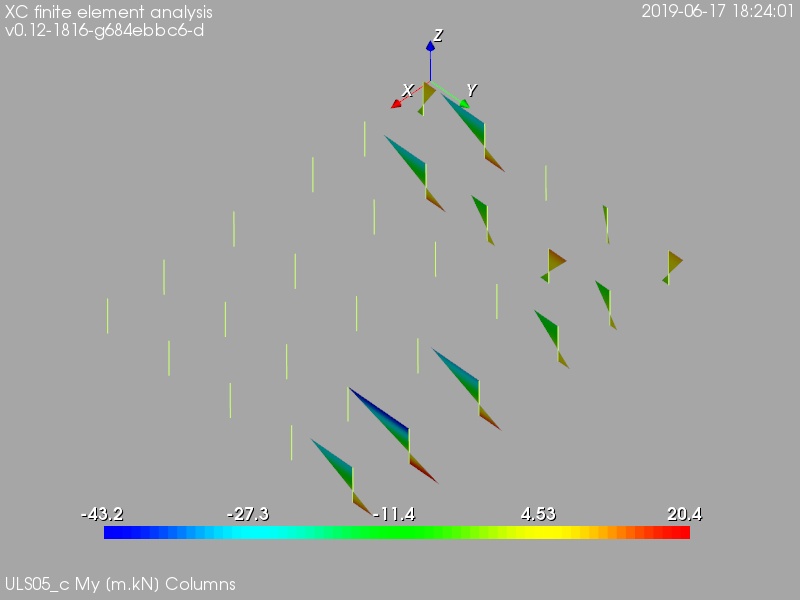 XC finite element analysis
v0.12-1816-g684ebbc6-d
2019-06-17 18:24:01
Z
X
Y
-43.2 -27.3 -11.4 4.53 20.4
ULS05_c My [m.kN] Columns